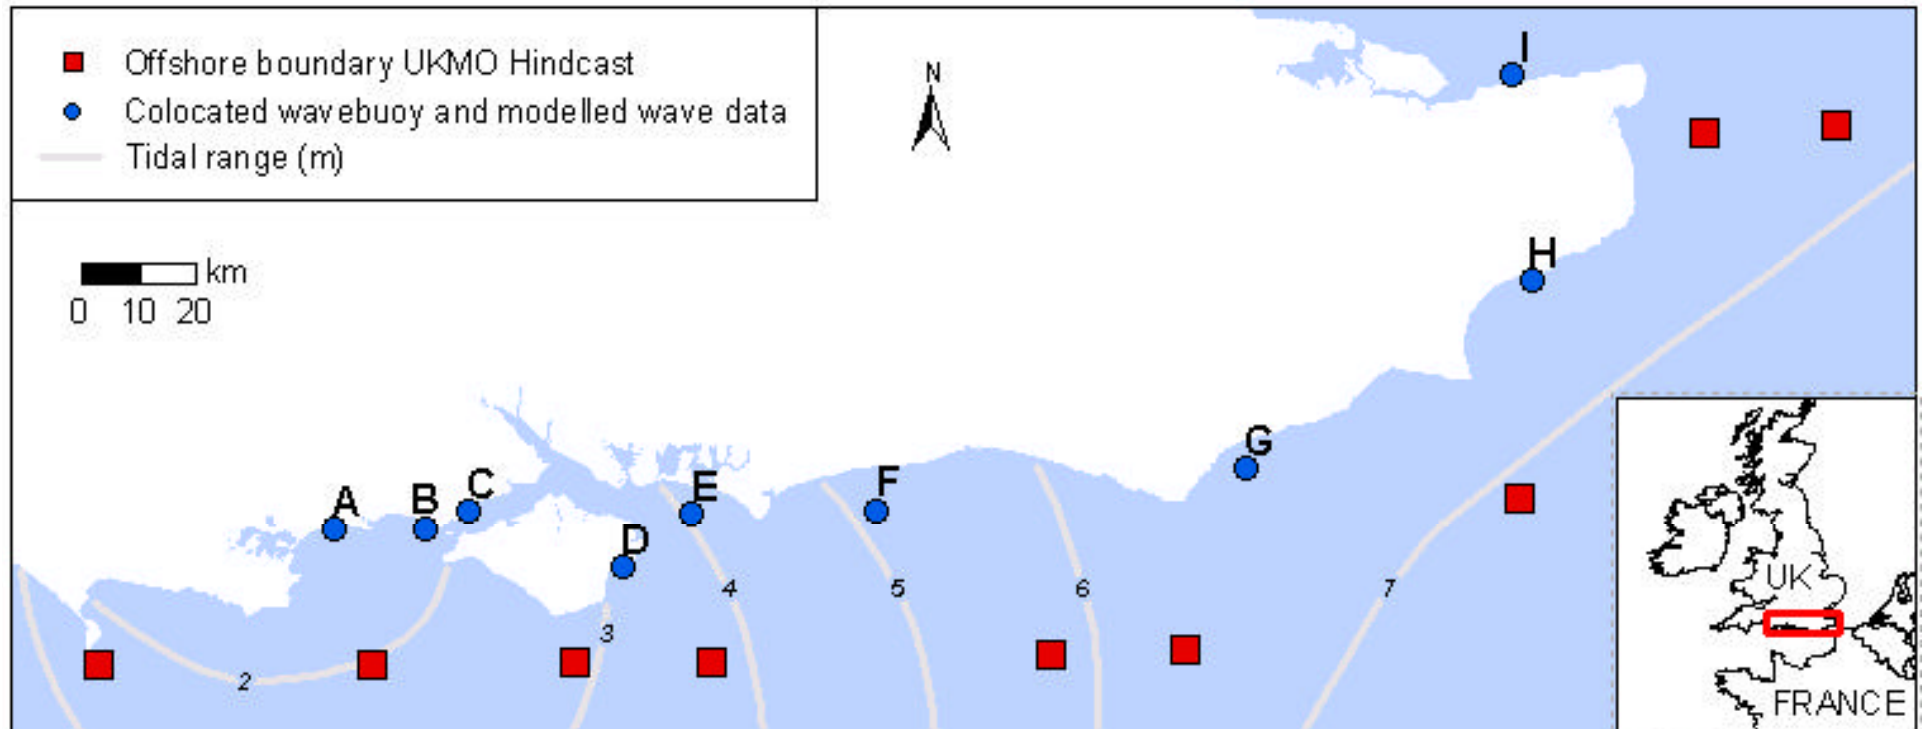 Offshore boundary UKMO Hindcast
Colocated wavebuoy and modelled wave data
Tidal range (m)
N
I
H
km
0 10 20
G
A B C E F
D
4 5 6 7
3
2
UK
FRANCE